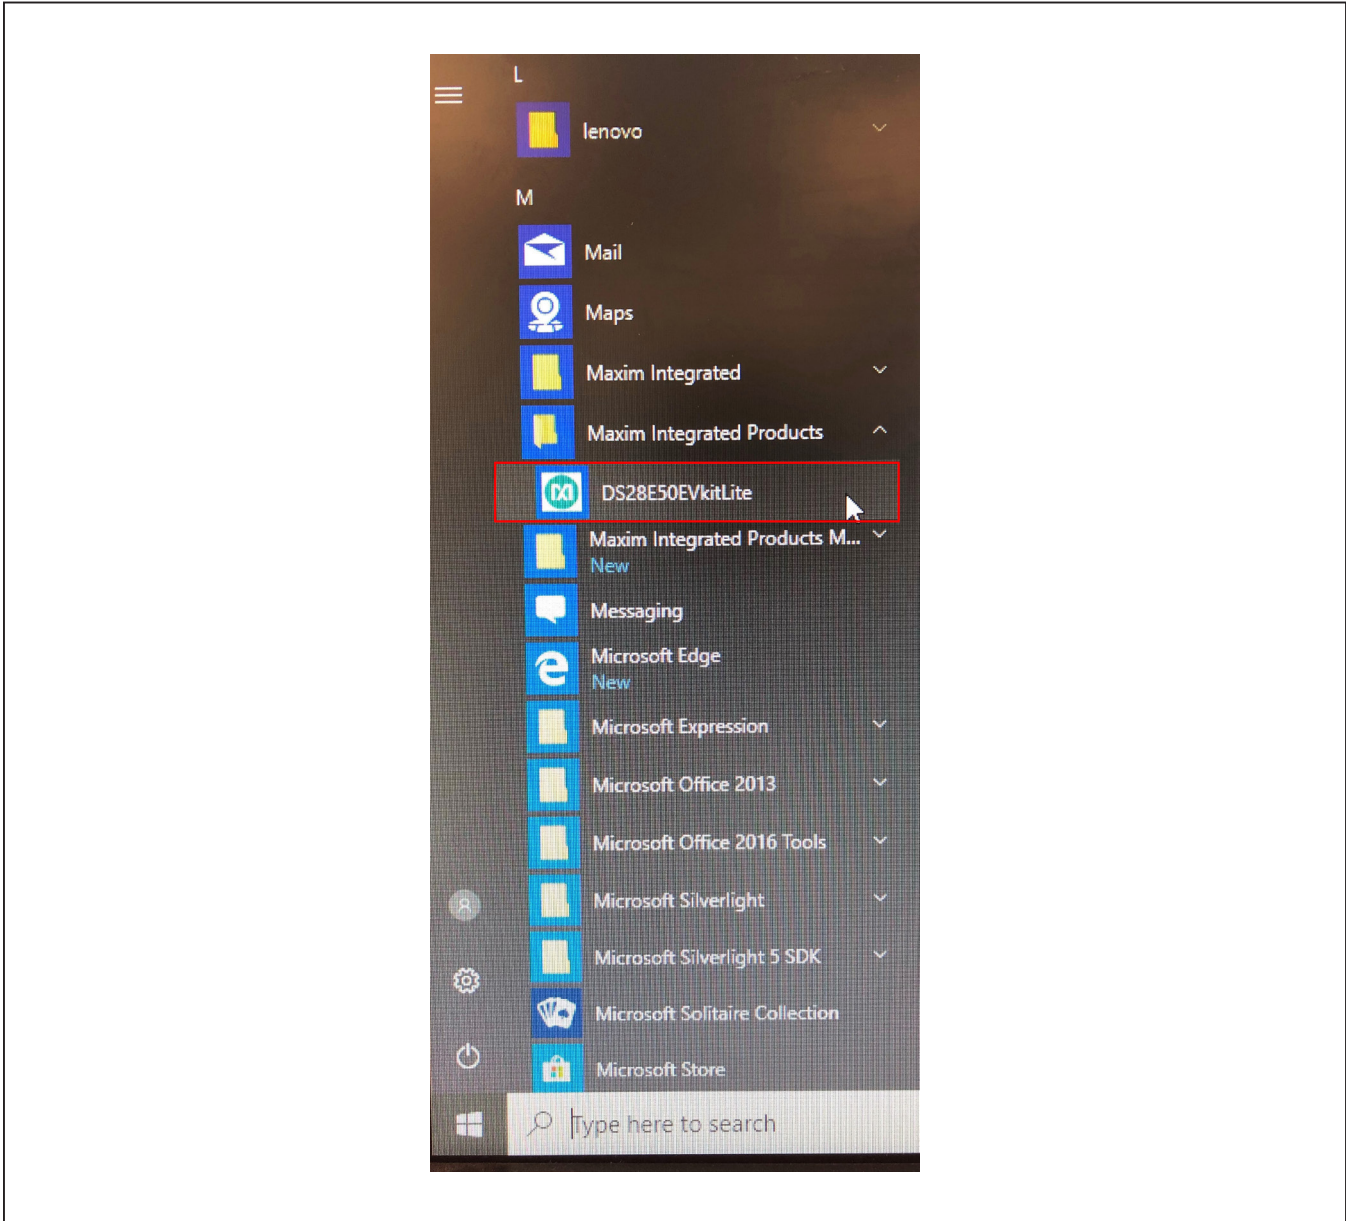 L
lenovo
M
Mail
Maps
Maxim Integrated
Maxim Integrated Products
DS28E50EVkitLite
Maxim Integrated Products M...
New
Messaging
Microsoft Edge
New
Microsoft Expression
Microsoft Office 2013
Microsoft Office 2016 Tools
Microsoft Silverlight
Microsoft Silverlight 5 SDK
Microsoft Solitaire Collection
Microsoft Store
Type here to search